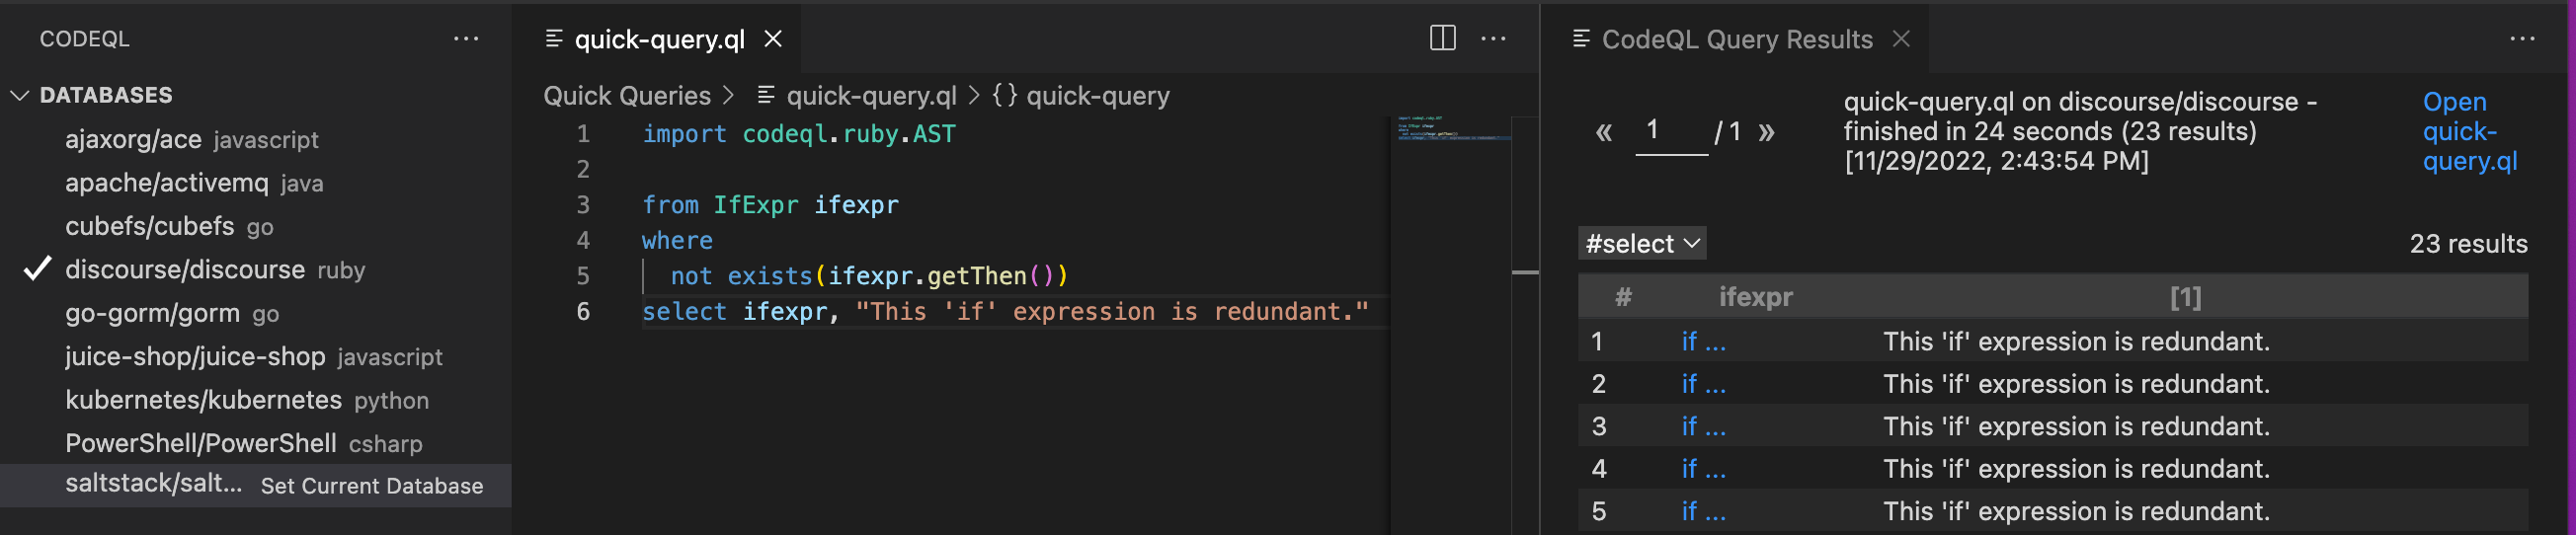 CODEQL
DATABASES
ajaxorg/ace javascript
apache/activemq java
cubefs/cubefs go
discourse/discourse ruby
go-gorm/gorm go
juice-shop/juice-shop javascript
kubernetes/kubernetes python
PowerShell/PowerShell csharp
saltstack/salt... Set Current Database
quick-query.ql
Quick Queries > quick-query.ql > {} quick-query
1 import codeql.ruby.AST
2
3 from IfExpr ifexpr
4 where
5 not exists(ifexpr.getThen())
6 select ifexpr, "This 'if' expression is redundant."
CodeQL Query Results
« 1 / 1 »
quick-query.ql on discourse/discourse -
finished in 24 seconds (23 results)
[11/29/2022, 2:43:54 PM]
Open
quick-
query.ql
#select
23 results
# ifexpr [1]
1 if ... This 'if' expression is redundant.
2 if ... This 'if' expression is redundant.
3 if ... This 'if' expression is redundant.
4 if ... This 'if' expression is redundant.
5 if ... This 'if' expression is redundant.